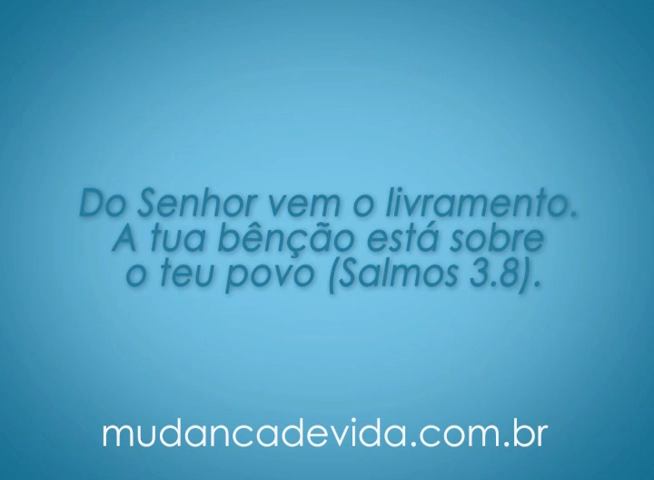 Do Senhor vem o livramento.
A tua bênção está sobre
o teu povo (Salmos 3.8).
mudancadevida.com.br